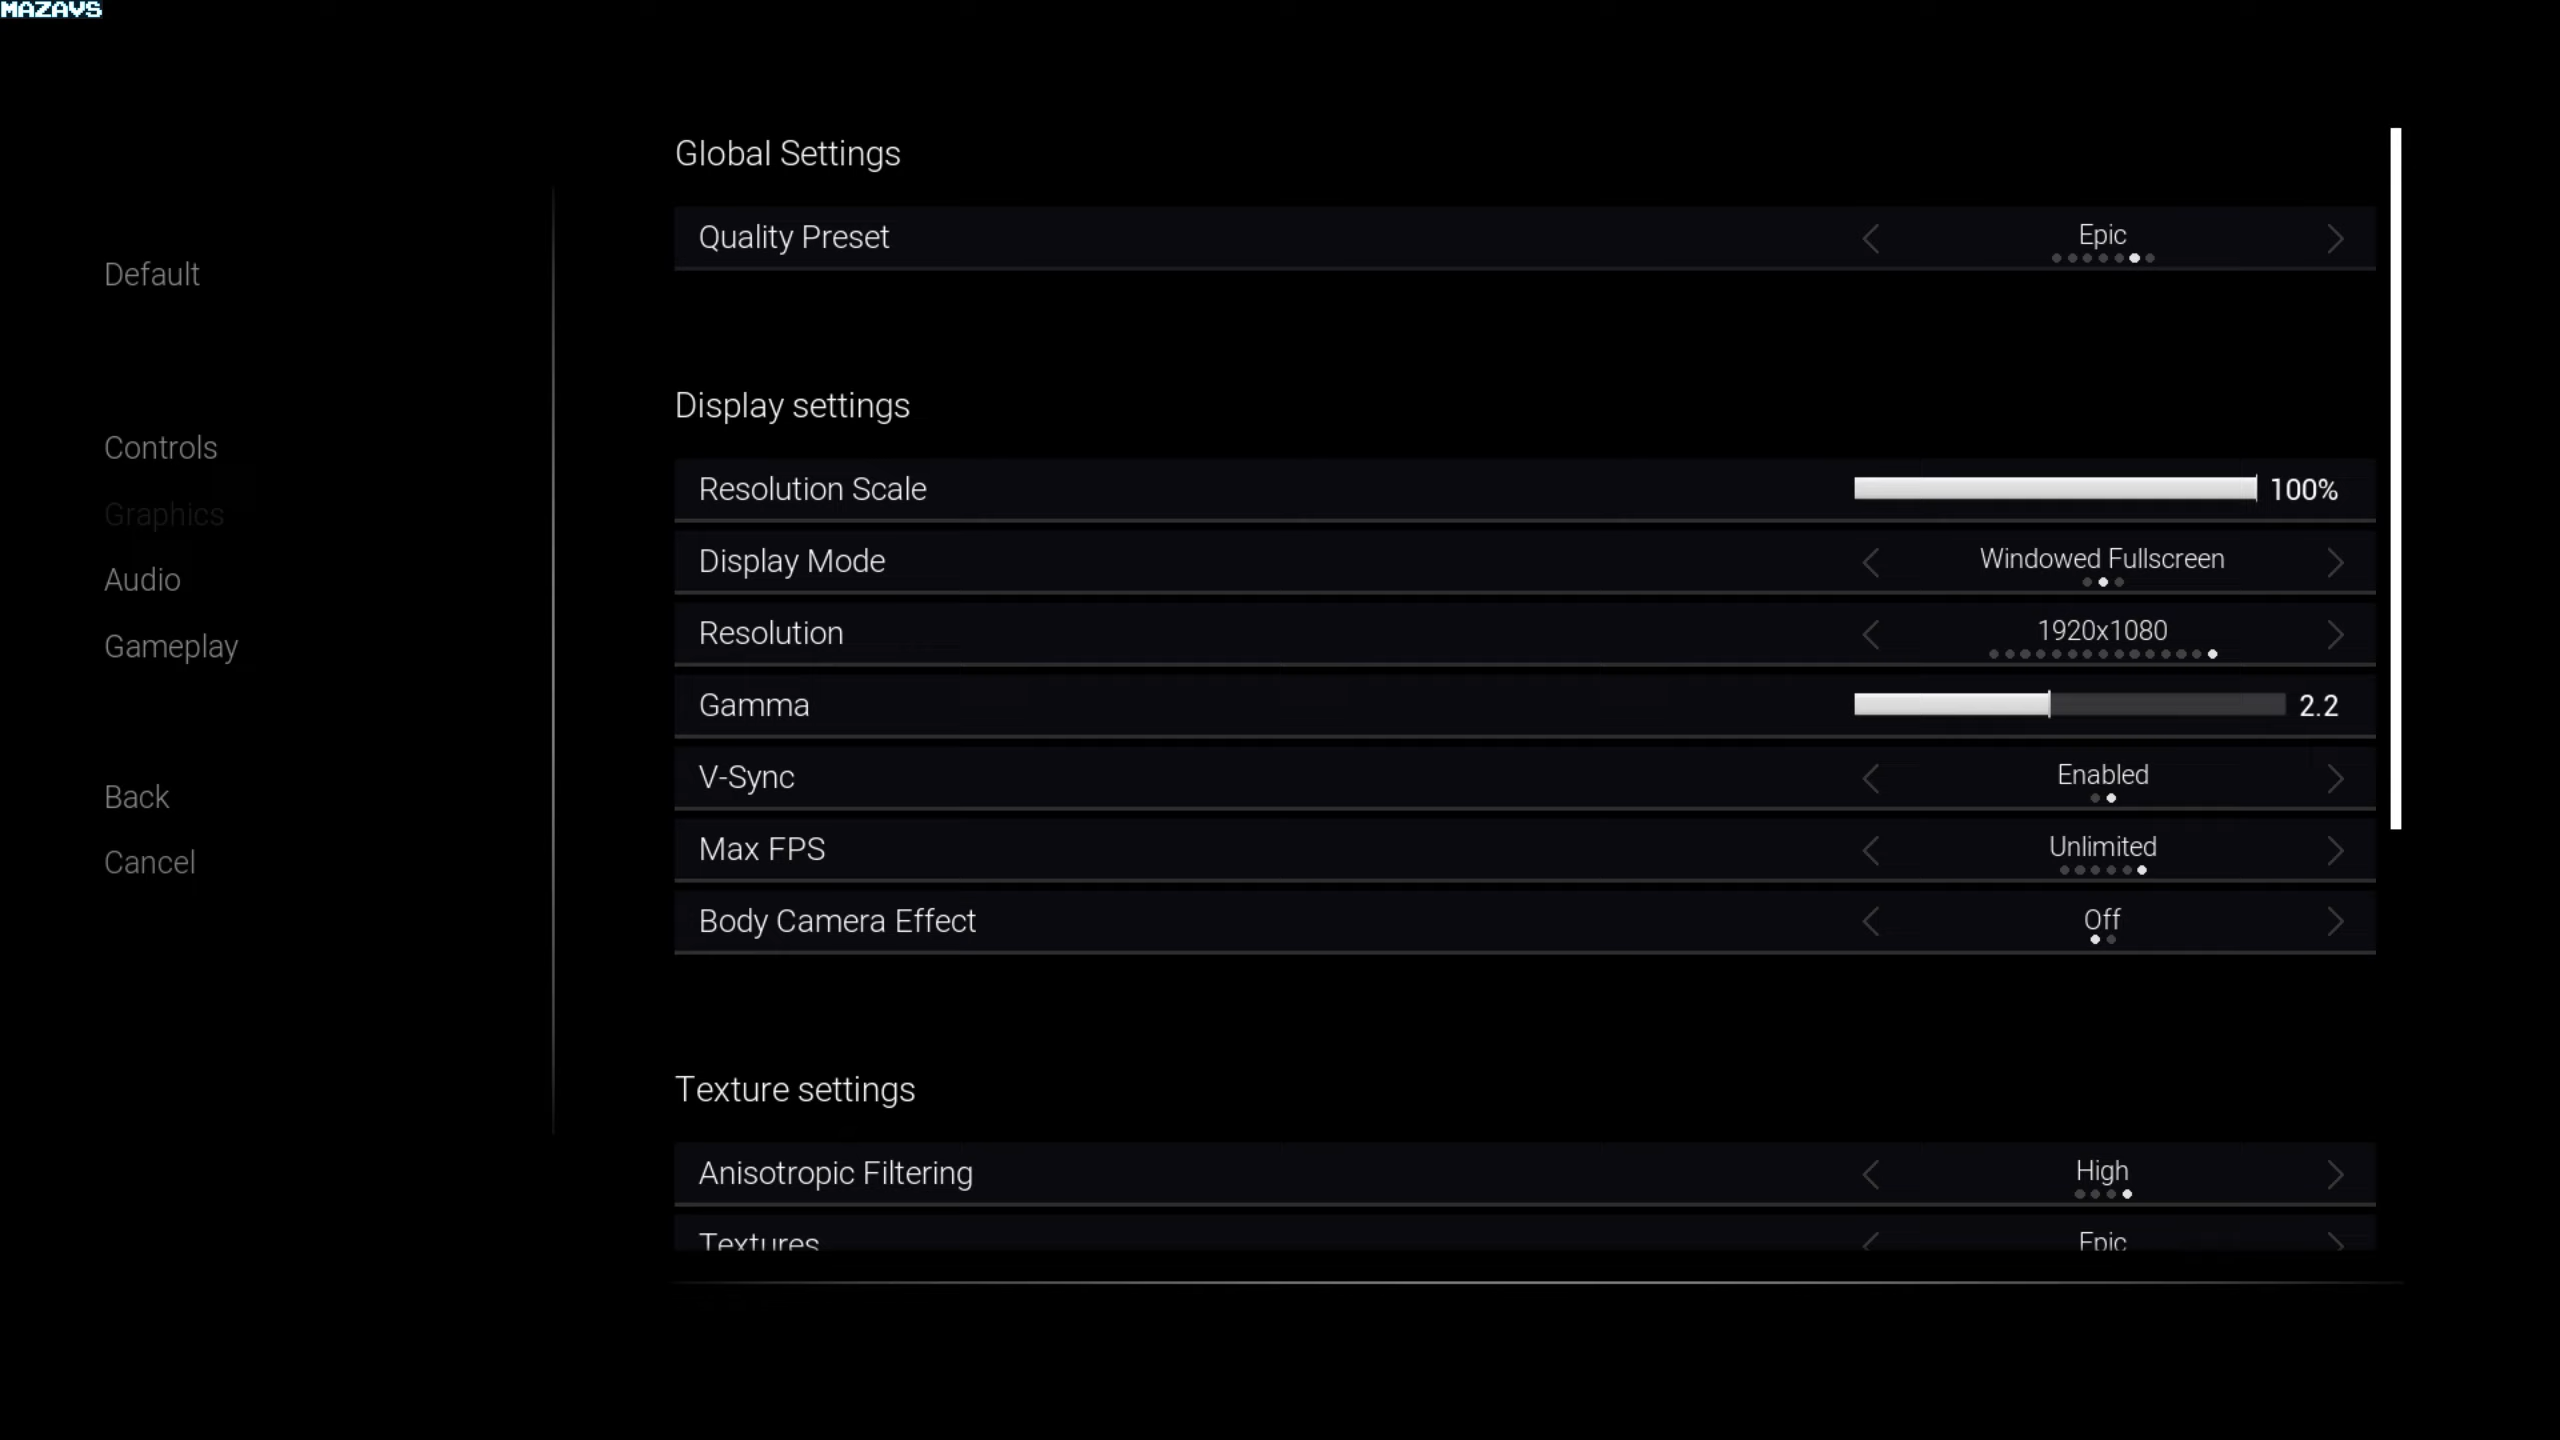 MAZAVS
Default
Controls
Graphics
Audio
Gameplay
Back
Cancel
Global Settings
Quality Preset Epic
Display settings
Resolution Scale 100%
Display Mode Windowed Fullscreen
Resolution 1920x1080
Gamma 2.2
V-Sync Enabled
Max FPS Unlimited
Body Camera Effect Off
Texture settings
Anisotropic Filtering High
Textures Epic